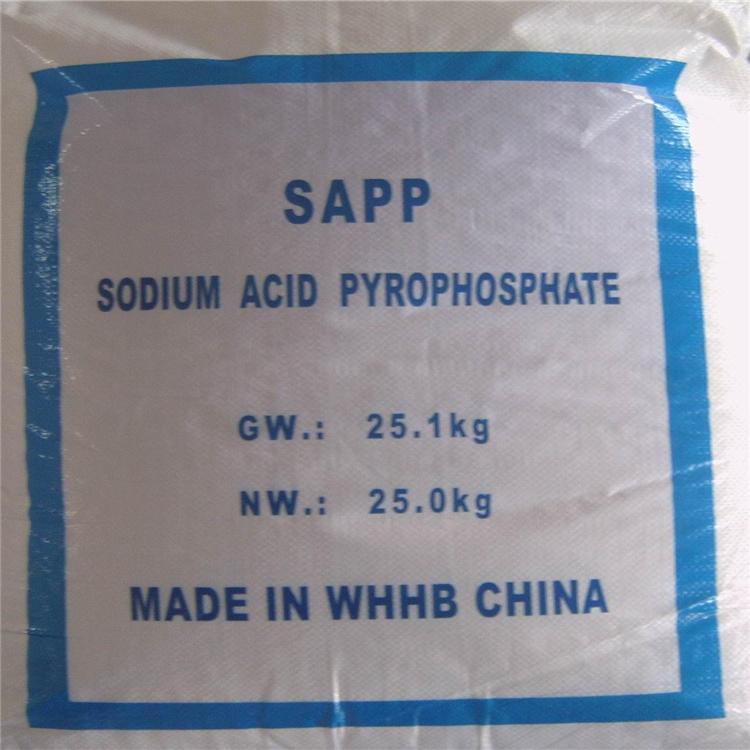 SAPP
SODIUM ACID PYROPHOSPHATE
GW.: 25.1kg
NW.: 25.0kg
MADE IN WHHB CHINA